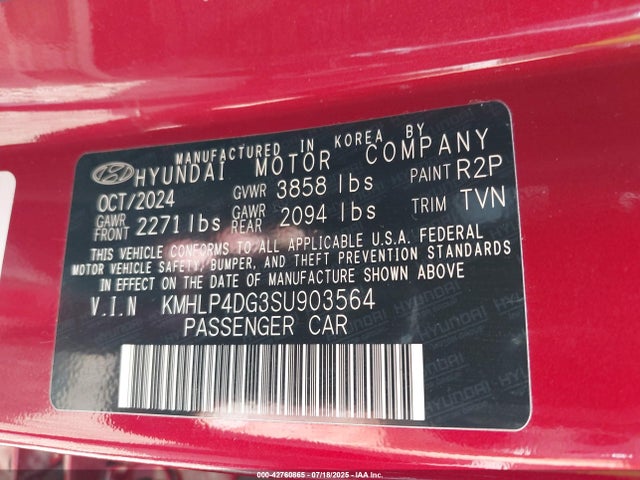 MANUFACTURED IN KOREA BY
HYUNDAI MOTOR COMPANY
OCT/2024 GVWR 3858 lbs PAINT R2P
GAWR FRONT 2271 lbs GAWR REAR 2094 lbs TRIM TVN
THIS VEHICLE CONFORMS TO ALL APPLICABLE U.S.A. FEDERAL
MOTOR VEHICLE SAFETY, BUMPER, AND THEFT PREVENTION STANDARDS
IN EFFECT ON THE DATE OF MANUFACTURE SHOWN ABOVE
V.I.N KMHLP4DG3SU903564
PASSENGER CAR
000-42760865 - 07/18/2025 - IAA Inc.